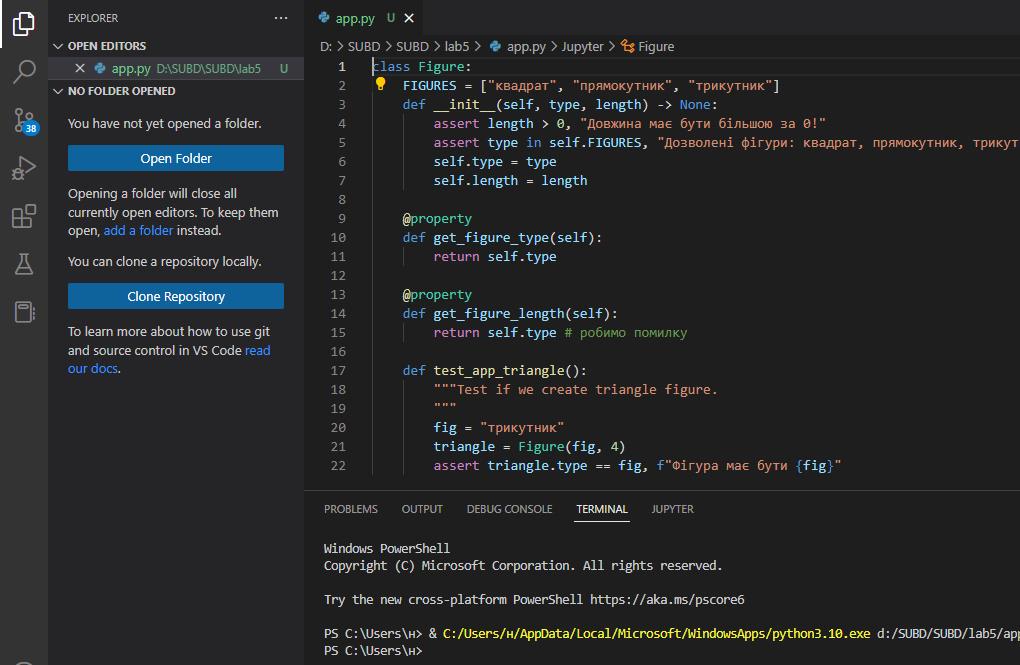 EXPLORER ...
OPEN EDITORS
app.py D:\SUBD\SUBD\lab5 U
NO FOLDER OPENED
You have not yet opened a folder.
Open Folder
Opening a folder will close all
currently open editors. To keep them
open, add a folder instead.
You can clone a repository locally.
Clone Repository
To learn more about how to use git
and source control in VS Code read
our docs.
38
app.py U
D: > SUBD > SUBD > lab5 > app.py > Jupyter > Figure
1 class Figure:
2 FIGURES = ["квадрат", "прямокутник", "трикутник"]
3 def __init__(self, type, length) -> None:
4 assert length > 0, "Довжина має бути більшою за 0!"
5 assert type in self.FIGURES, "Дозволені фігури: квадрат, прямокутник, трикут
6 self.type = type
7 self.length = length
8
9 @property
10 def get_figure_type(self):
11 return self.type
12
13 @property
14 def get_figure_length(self):
15 return self.type # робимо помилку
16
17 def test_app_triangle():
18 """Test if we create triangle figure.
19 """
20 fig = "трикутник"
21 triangle = Figure(fig, 4)
22 assert triangle.type == fig, f"Фігура має бути {fig}"
PROBLEMS OUTPUT DEBUG CONSOLE TERMINAL JUPYTER
Windows PowerShell
Copyright (C) Microsoft Corporation. All rights reserved.
Try the new cross-platform PowerShell https://aka.ms/pscore6
PS C:\Users\н> & C:/Users/н/AppData/Local/Microsoft/WindowsApps/python3.10.exe d:/SUBD/SUBD/lab5/app
PS C:\Users\н>